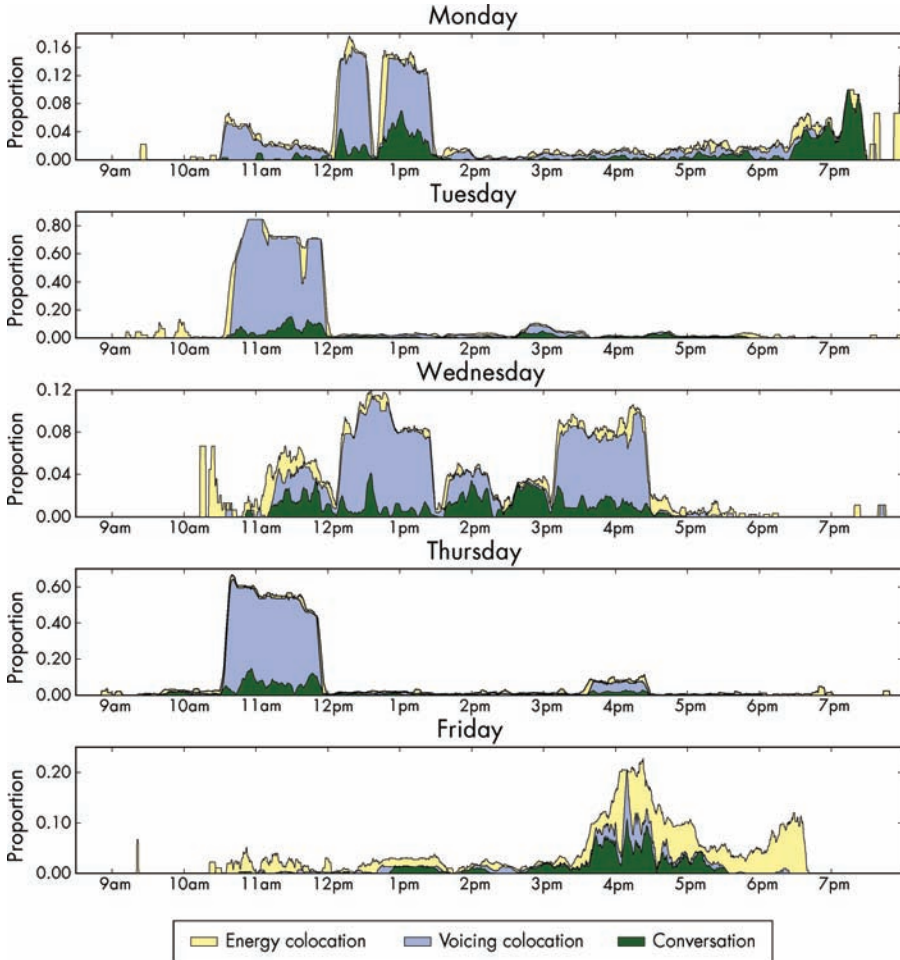 Monday
Proportion
0.16
0.12
0.08
0.04
0.00
9am 10am 11am 12pm 1pm 2pm 3pm 4pm 5pm 6pm 7pm
Tuesday
Proportion
0.80
0.60
0.40
0.20
0.00
9am 10am 11am 12pm 1pm 2pm 3pm 4pm 5pm 6pm 7pm
Wednesday
Proportion
0.12
0.08
0.04
0.00
9am 10am 11am 12pm 1pm 2pm 3pm 4pm 5pm 6pm 7pm
Thursday
Proportion
0.60
0.40
0.20
0.00
9am 10am 11am 12pm 1pm 2pm 3pm 4pm 5pm 6pm 7pm
Friday
Proportion
0.20
0.10
0.00
9am 10am 11am 12pm 1pm 2pm 3pm 4pm 5pm 6pm 7pm
Energy colocation Voicing colocation Conversation